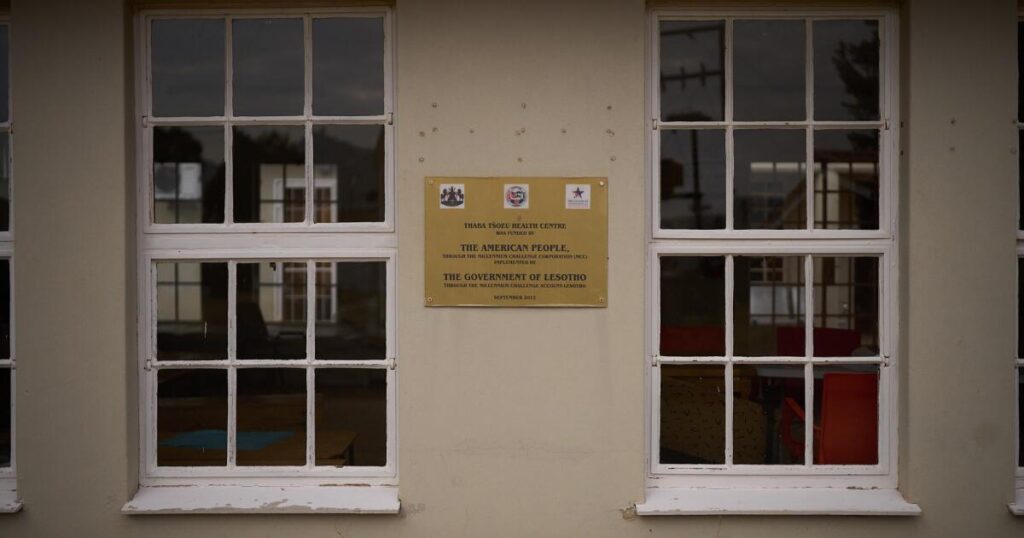 THABA TŠOEU HEALTH CENTRE
WAS FUNDED BY
THE AMERICAN PEOPLE,
THROUGH THE MILLENNIUM CHALLENGE CORPORATION (MCC)
IMPLEMENTED BY
THE GOVERNMENT OF LESOTHO
THROUGH THE MILLENNIUM CHALLENGE ACCOUNT-LESOTHO
SEPTEMBER 2013